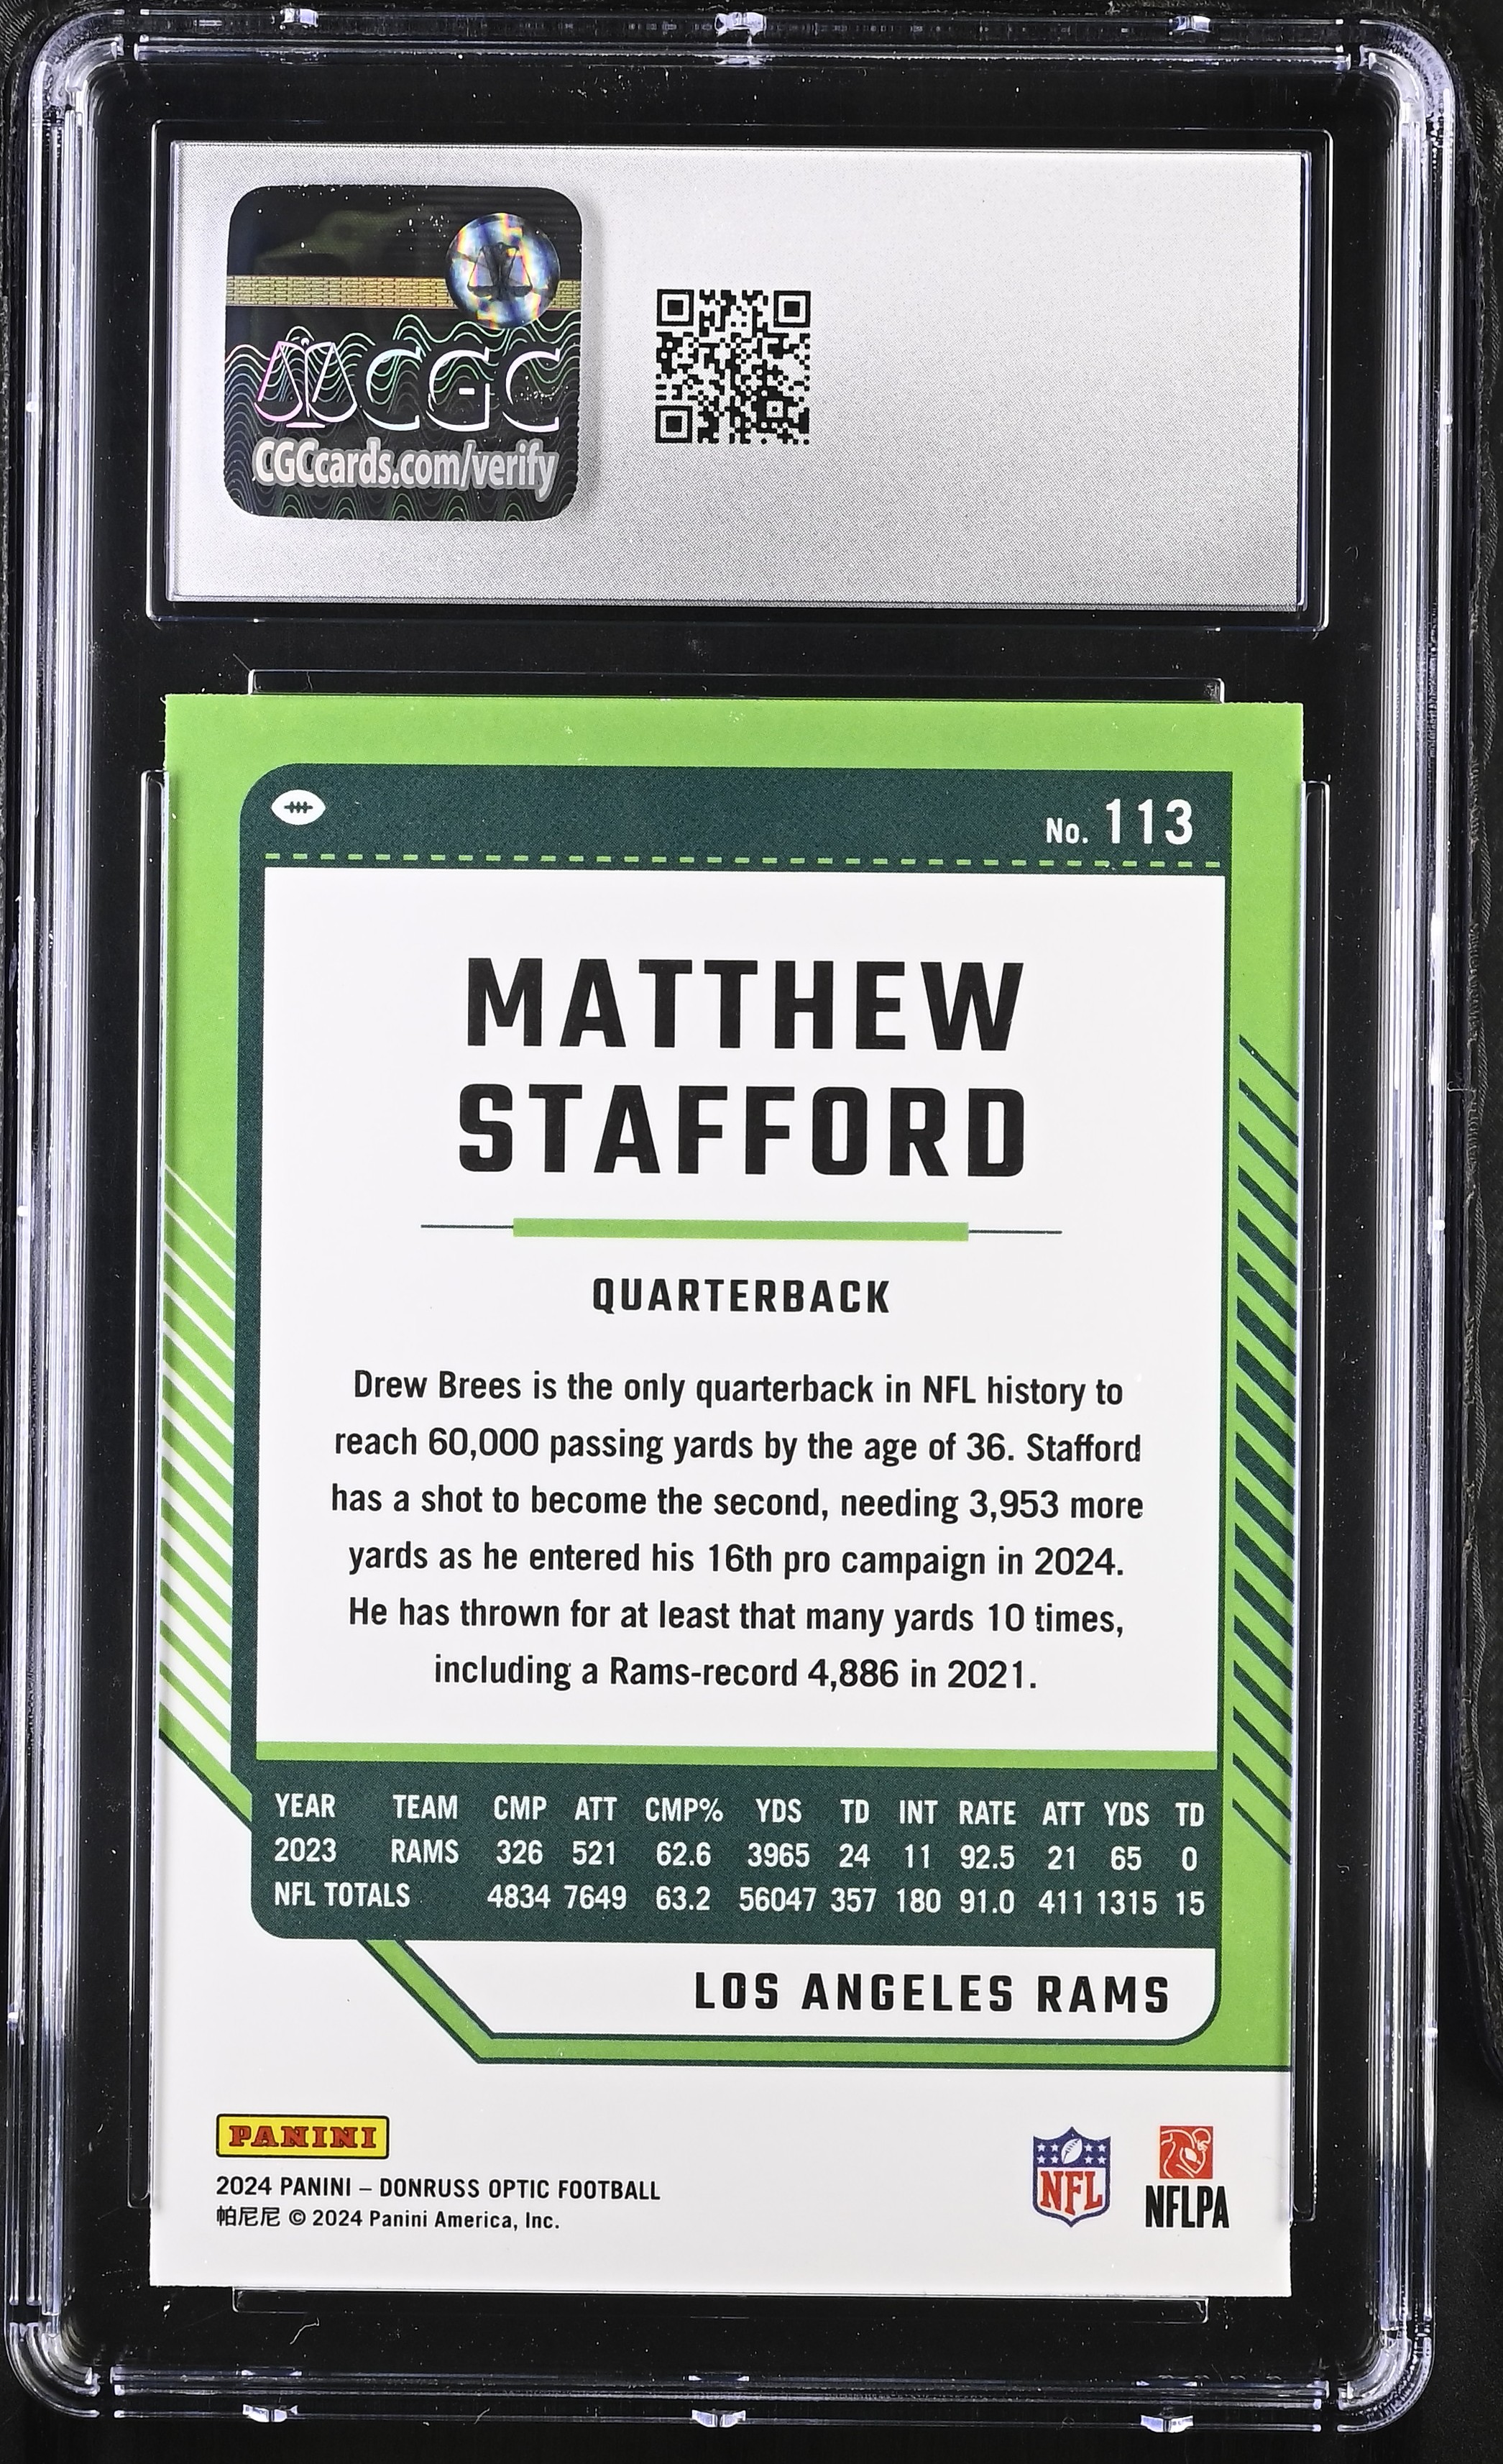 CGC
CGCcards.com/verify
No. 113
MATTHEW
STAFFORD
QUARTERBACK
Drew Brees is the only quarterback in NFL history to
reach 60,000 passing yards by the age of 36. Stafford
has a shot to become the second, needing 3,953 more
yards as he entered his 16th pro campaign in 2024.
He has thrown for at least that many yards 10 times,
including a Rams-record 4,886 in 2021.
YEAR TEAM CMP ATT CMP% YDS TD INT RATE ATT YDS TD
2023 RAMS 326 521 62.6 3965 24 11 92.5 21 65 0
NFL TOTALS 4834 7649 63.2 56047 357 180 91.0 411 1315 15
LOS ANGELES RAMS
PANINI
2024 PANINI – DONRUSS OPTIC FOOTBALL
帕尼尼 © 2024 Panini America, Inc.
NFL
NFLPA